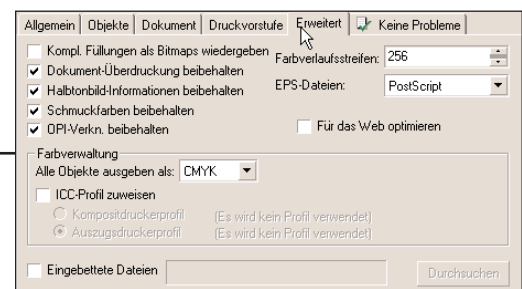 Allgemein Objekte Dokument Druckvorstufe Erweitert Keine Probleme
Kompl. Füllungen als Bitmaps wiedergeben
Farbverlaufsstreifen: 256
Dokument-Überdruckung beibehalten
Halbtonbild-Informationen beibehalten
EPS-Dateien: PostScript
Schmuckfarben beibehalten
OPI-Verkn. beibehalten
Für das Web optimieren
Farbverwaltung
Alle Objekte ausgeben als: CMYK
ICC-Profil zuweisen
Kompositdruckerprofil (Es wird kein Profil verwendet)
Auszugsdruckerprofil (Es wird kein Profil verwendet)
Eingebettete Dateien Durchsuchen